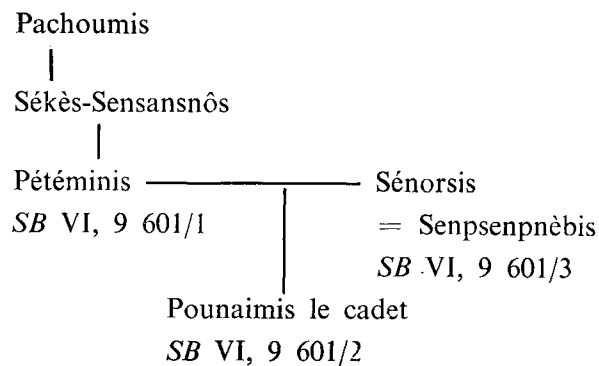 Pachoumis
Sékès-Sensansnôs
Pétéminis
SB VI, 9 601/1
Sénorsis
= Senpsenpnèbis
SB VI, 9 601/3
Pounaimis le cadet
SB VI, 9 601/2